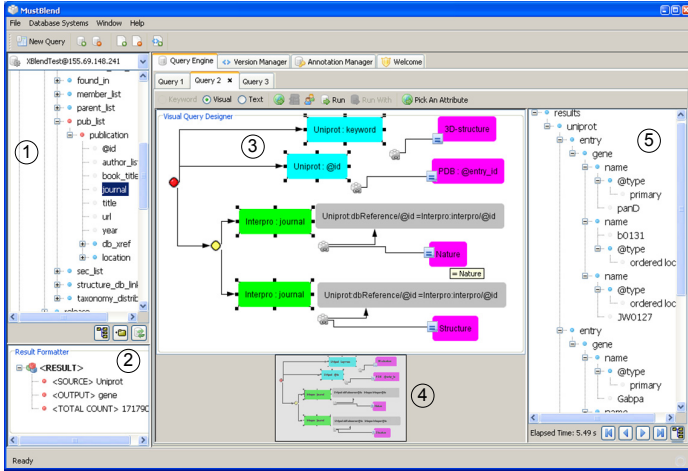 MustBlend
File Database Systems Window Help
New Query
XBlendTest@155.69.148.241
found_in
member_list
parent_list
pub_list
publication
@id
author_lis
book_title
journal
title
url
year
db_xref
location
sec_list
structure_db_link
taxonomy_distrib
1
Result Formatter
2
<RESULT>
<SOURCE> Uniprot
<OUTPUT> gene
<TOTAL COUNT> 171790
Query Engine Version Manager Annotation Manager Welcome
Query 1 Query 2 Query 3
Keyword Visual Text Run Run With Pick An Attribute
Visual Query Designer
3
Uniprot : keyword
3D-structure
Uniprot : @id
PDB : @entry_id
Interpro : journal
Uniprot:dbReference/@id =Interpro:interpro/@id
Nature
= Nature
Interpro : journal
Uniprot:dbReference/@id =Interpro:interpro/@id
Structure
4
results
uniprot
5
entry
gene
name
@type
primary
panD
name
b0131
@type
ordered loc
name
@type
ordered loc
JW0127
entry
gene
name
@type
primary
Gabpa
name
Elapsed Time: 5.49 s
Ready